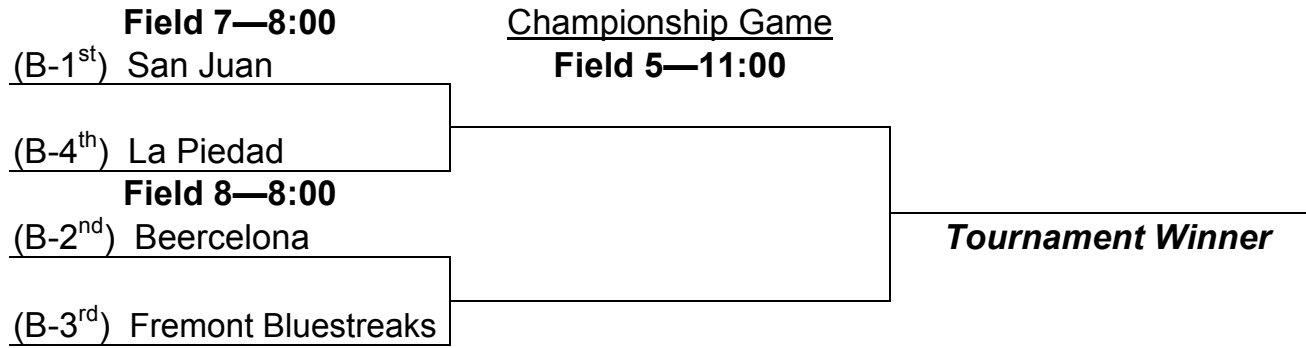 Field 7—8:00 Championship Game
(B-1st) San Juan Field 5—11:00
(B-4th) La Piedad
Field 8—8:00
(B-2nd) Beercelona Tournament Winner
(B-3rd) Fremont Bluestreaks